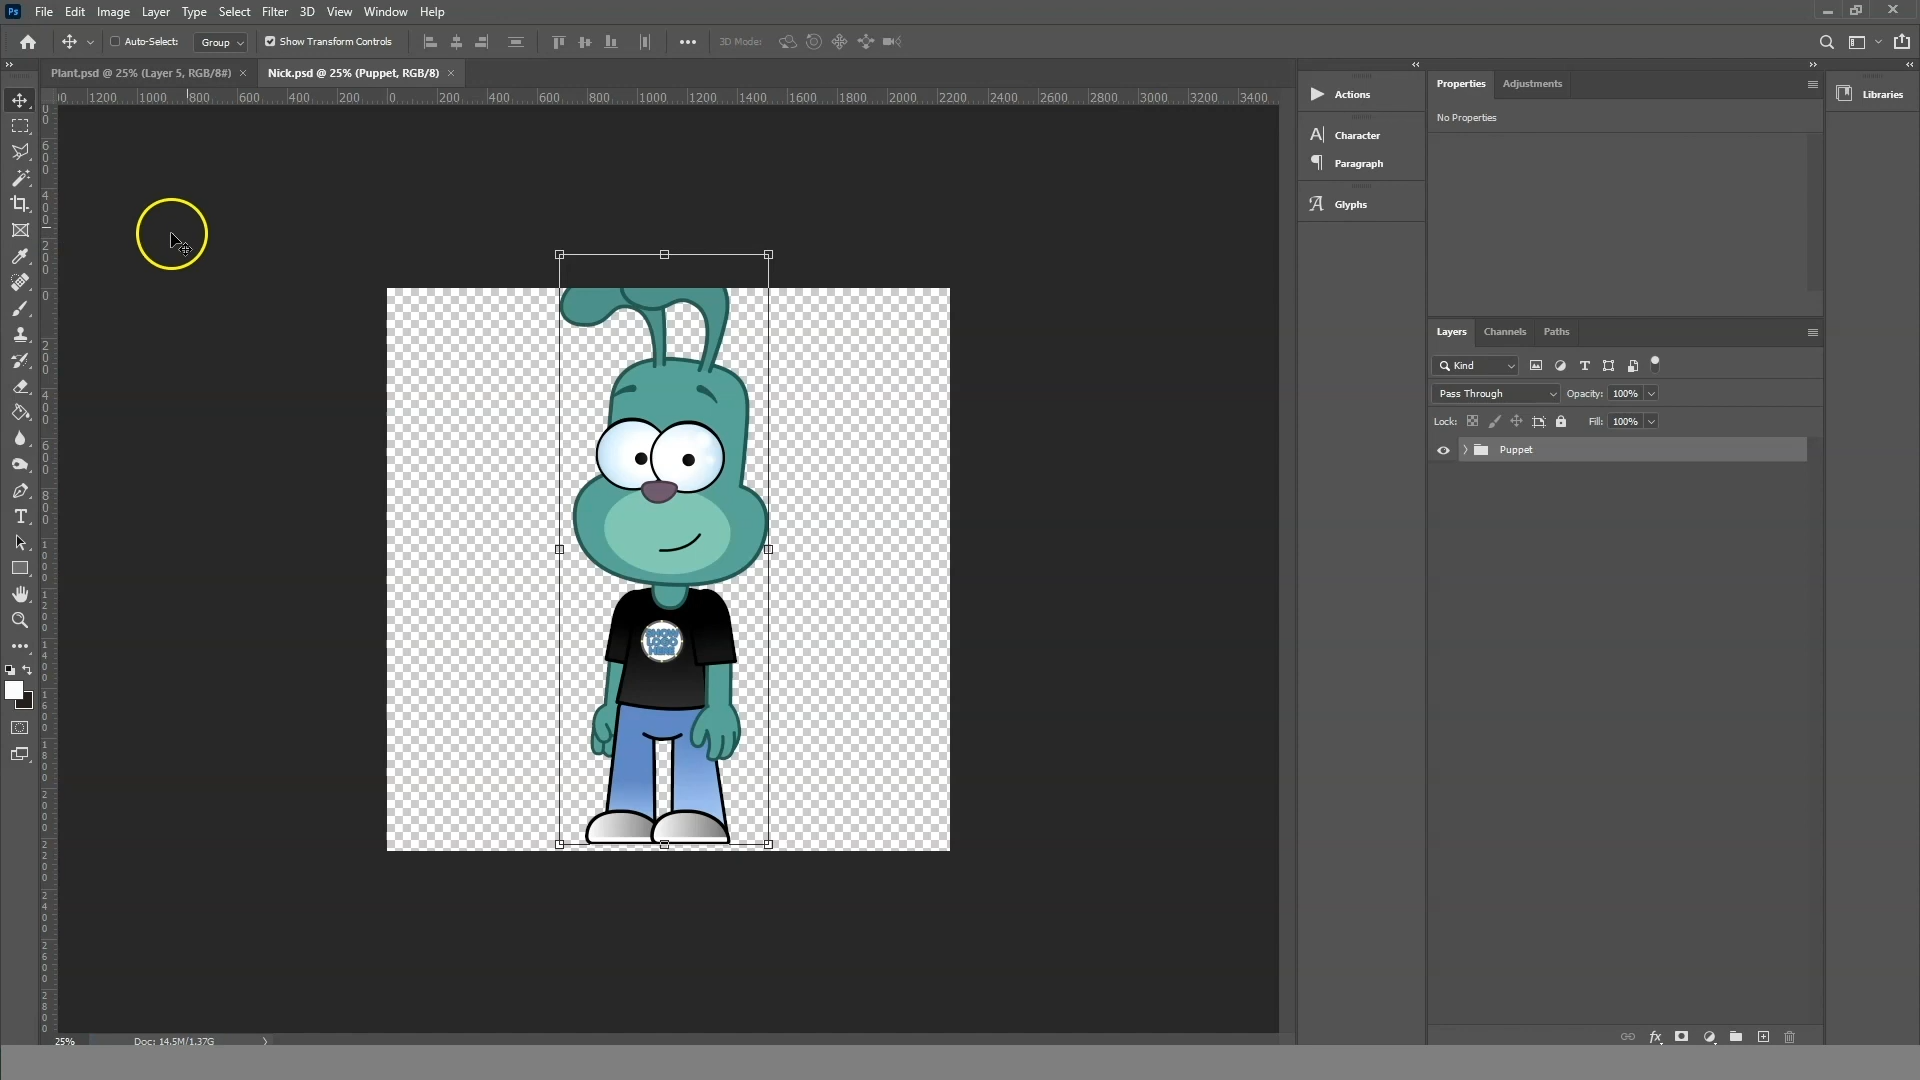 Ps File Edit Image Layer Type Select Filter 3D View Window Help
Auto-Select: Group Show Transform Controls 3D Mode:
Plant.psd @ 25% (Layer 5, RGB/8#) × Nick.psd @ 25% (Puppet, RGB/8) ×
1200 1000 800 600 400 200 0 200 400 600 800 1000 1200 1400 1600 1800 2000 2200 2400 2600 2800 3000 3200 3400
Actions
Character
Paragraph
Glyphs
Properties Adjustments
No Properties
Libraries
Layers Channels Paths
Kind
Pass Through Opacity: 100%
Lock: Fill: 100%
Puppet
SHOW
LOGO
HERE
25% Doc: 14.5M/1.37G